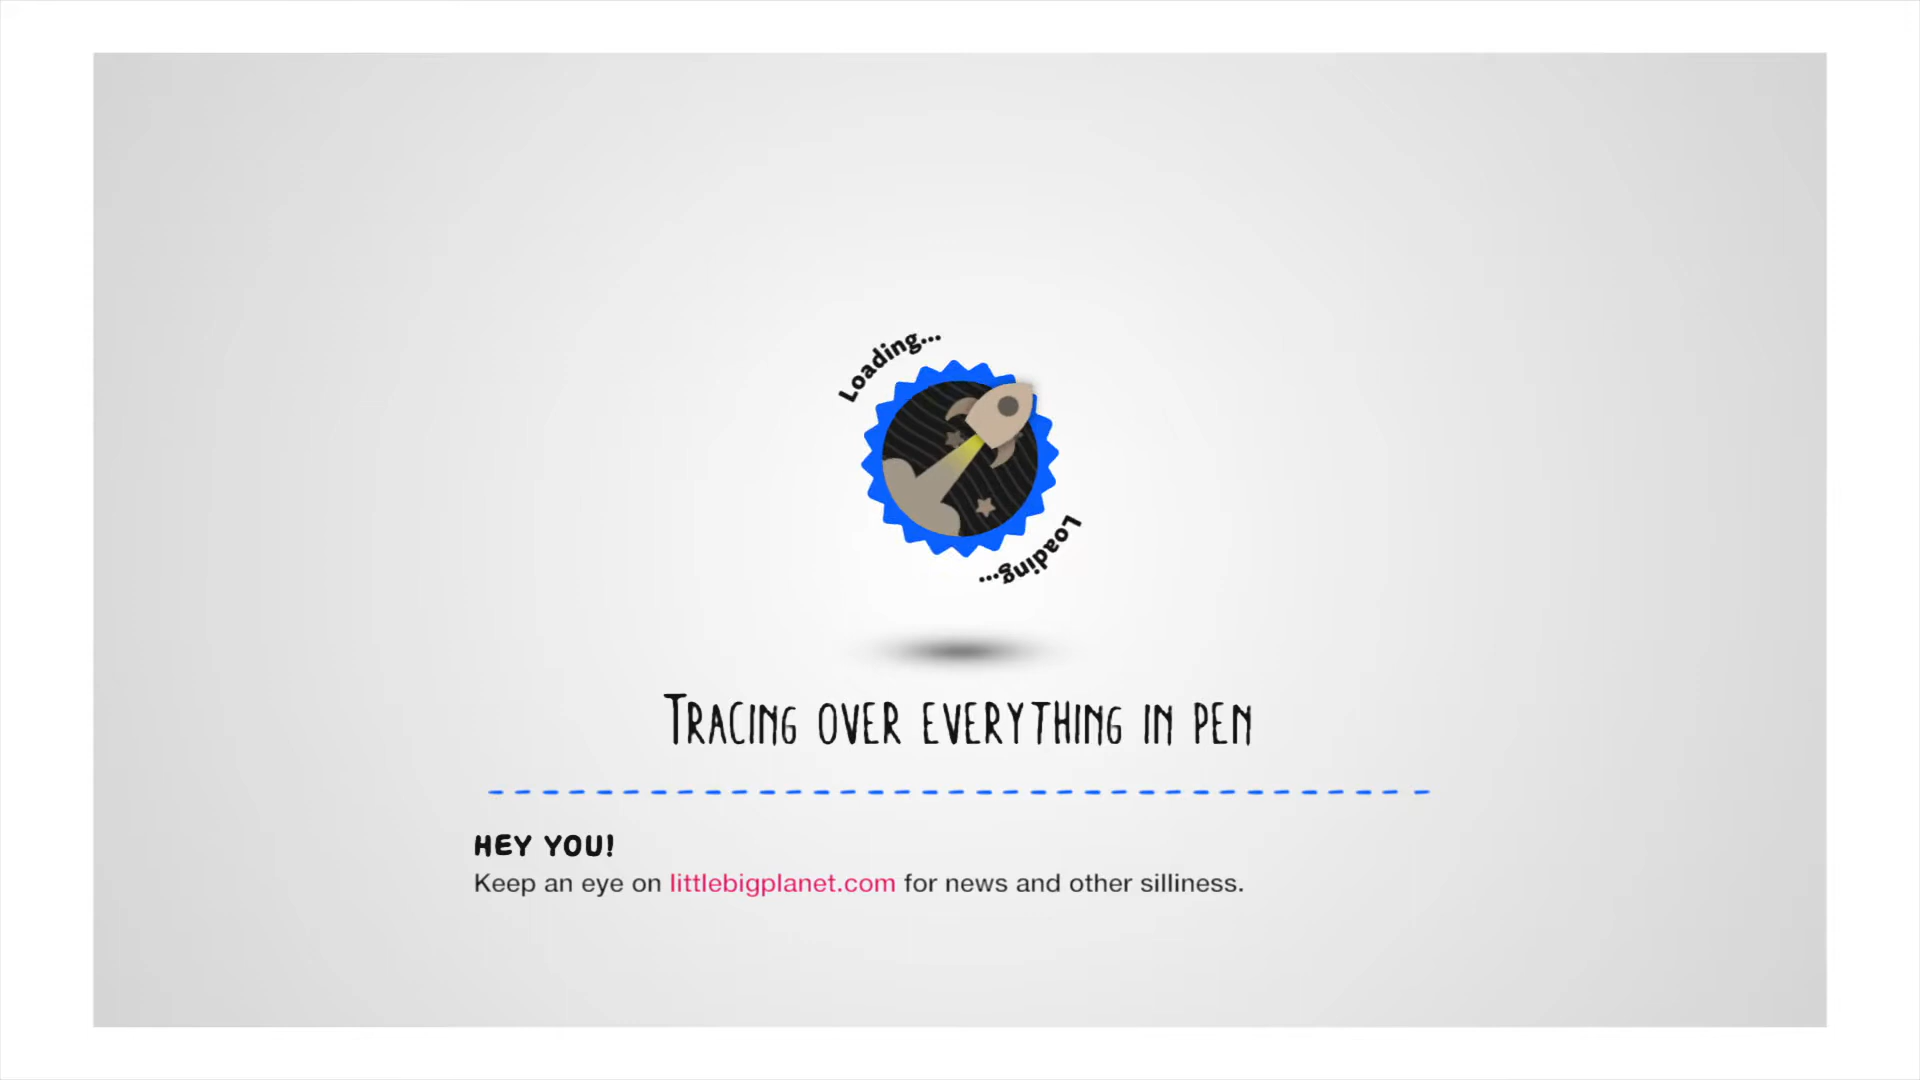 Loading...
Loading...
Tracing over everything in pen
HEY YOU!
Keep an eye on littlebigplanet.com for news and other silliness.